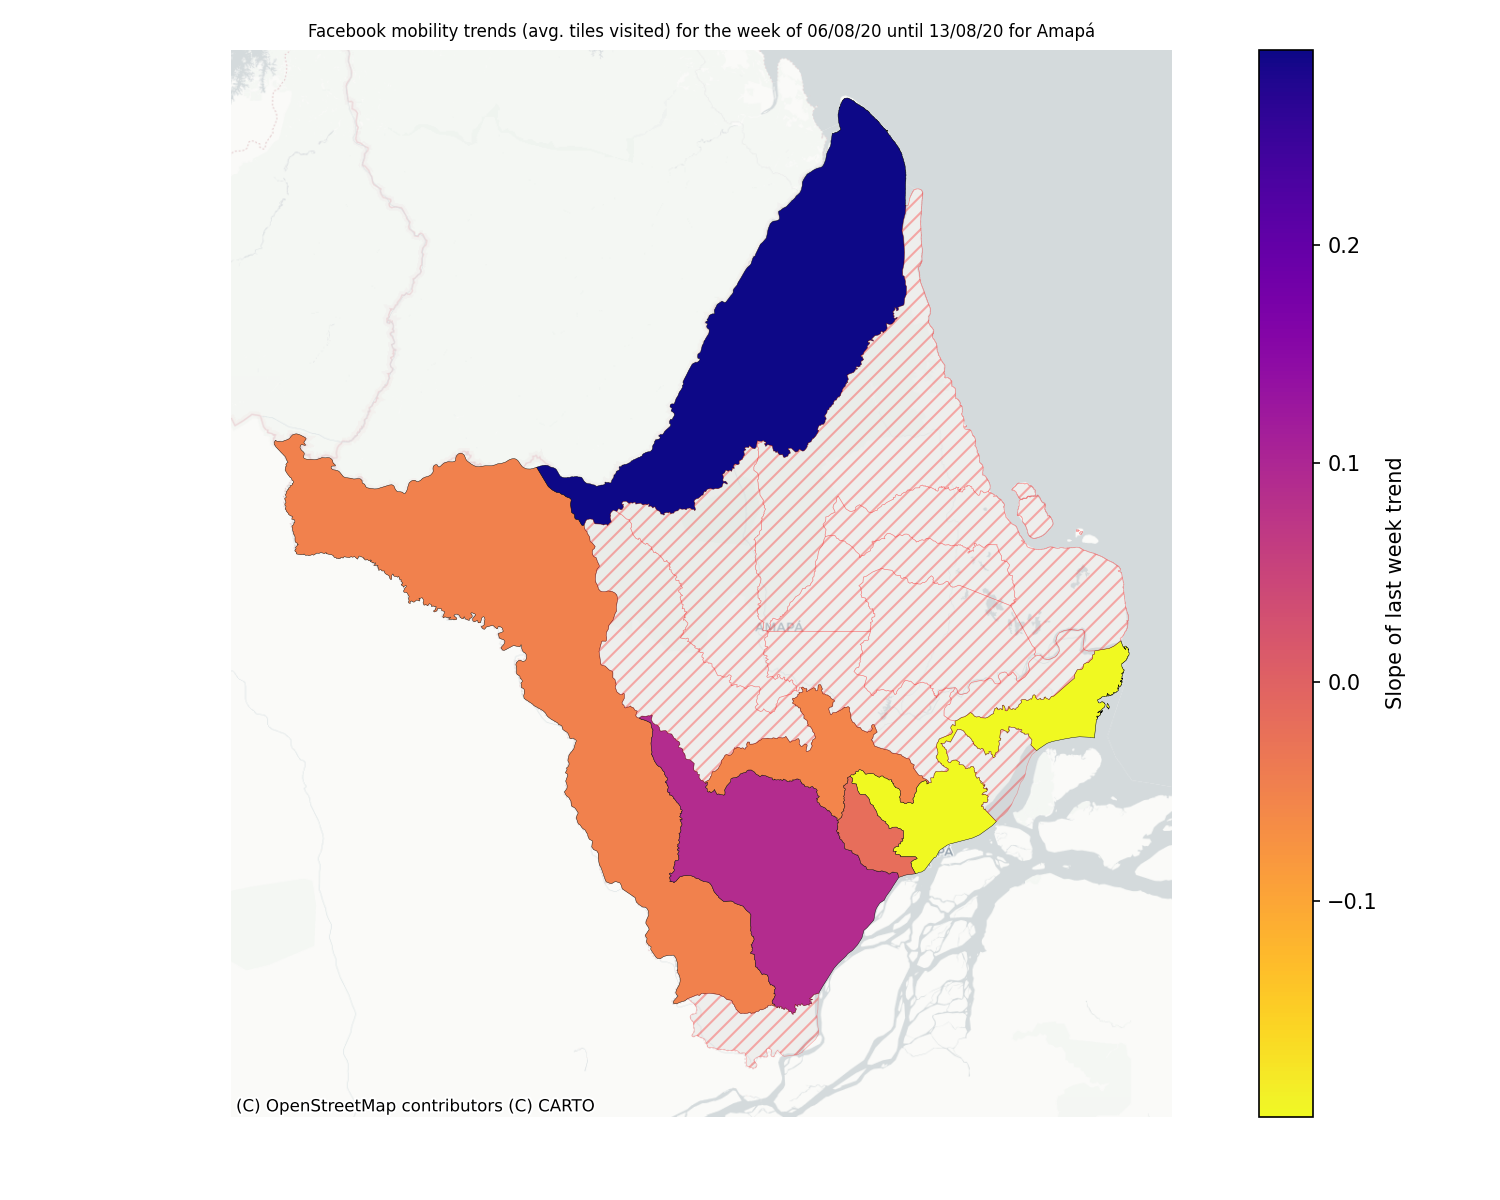 Facebook mobility trends (avg. tiles visited) for the week of 06/08/20 until 13/08/20 for Amapá
0.2
0.1
0.0
−0.1
Slope of last week trend
AMAPÁ
PÁ
(C) OpenStreetMap contributors (C) CARTO